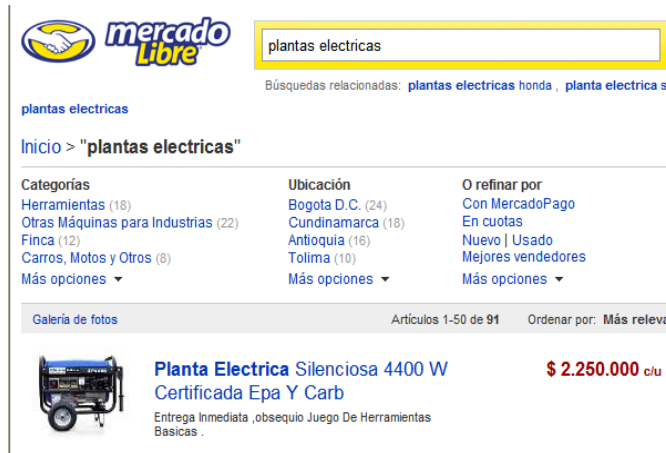 mercado
libre
plantas electricas
Búsquedas relacionadas: plantas electricas honda , planta electrica s
plantas electricas
Inicio > "plantas electricas"
Categorías
Herramientas (18)
Otras Máquinas para Industrias (22)
Finca (12)
Carros, Motos y Otros (8)
Más opciones
Ubicación
Bogota D.C. (24)
Cundinamarca (18)
Antioquia (16)
Tolima (10)
Más opciones
O refinar por
Con MercadoPago
En cuotas
Nuevo | Usado
Mejores vendedores
Más opciones
Galería de fotos
Artículos 1-50 de 91
Ordenar por: Más releva
Planta Electrica Silenciosa 4400 W
Certificada Epa Y Carb
$ 2.250.000 c/u
Entrega Inmediata ,obsequio Juego De Herramientas
Basicas .